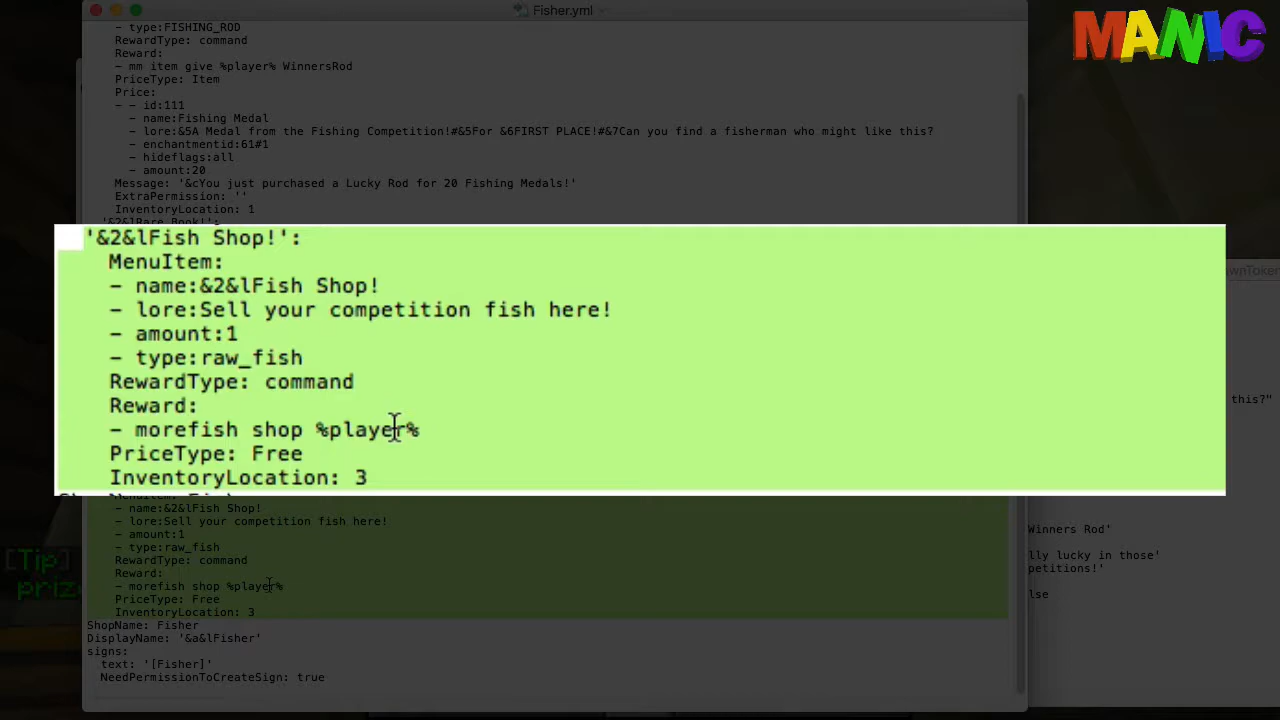 Fisher.yml
MANIC
- type:FISHING_ROD
RewardType: command
Reward:
- mm item give %player% WinnersRod
PriceType: Item
Price:
- - id:111
- name:Fishing Medal
- lore:&5A Medal from the Fishing Competition!#&5For &6FIRST PLACE!#&7Can you find a fisherman who might like this?
- enchantmentid:61#1
- hideflags:all
- amount:20
Message: '&cYou just purchased a Lucky Rod for 20 Fishing Medals!'
ExtraPermission: ''
InventoryLocation: 1
'&2&lRare Book!':
'&2&lFish Shop!':
MenuItem:
- name:&2&lFish Shop!
- lore:Sell your competition fish here!
- amount:1
- type:raw_fish
RewardType: command
Reward:
- morefish shop %player%
PriceType: Free
InventoryLocation: 3
- name:&2&lFish Shop!
- lore:Sell your competition fish here!
- amount:1
- type:raw_fish
RewardType: command
Reward:
- morefish shop %player%
PriceType: Free
InventoryLocation: 3
ShopName: Fisher
DisplayName: '&a&lFisher'
signs:
text: '[Fisher]'
NeedPermissionToCreateSign: true
wnToken
this?"
Winners Rod'
lly lucky in those'
petitions!'
lse
[Tip]
prize